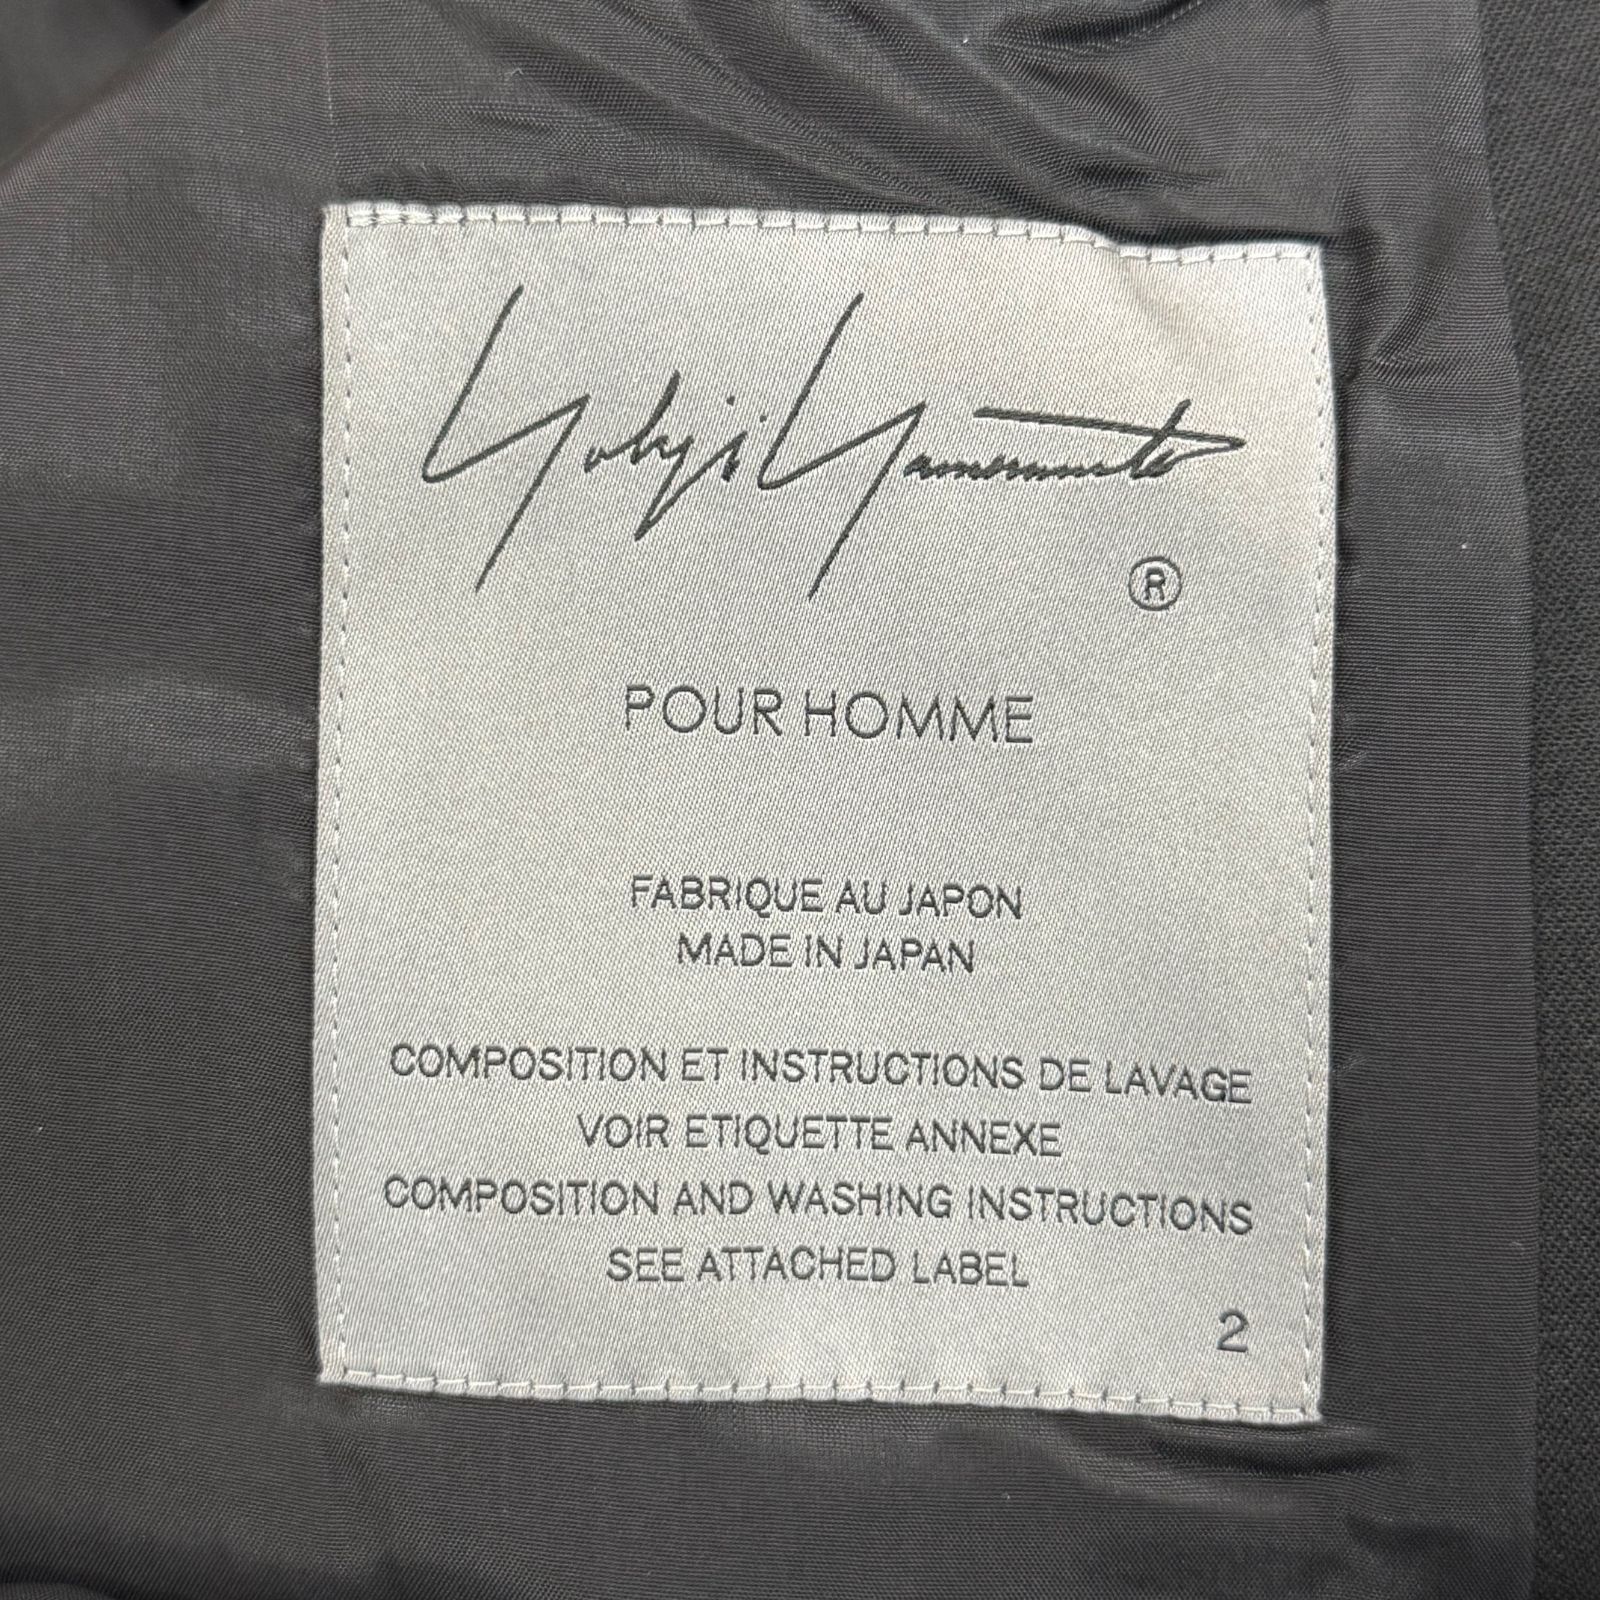 Yohji Yamamoto
®
POUR HOMME
FABRIQUE AU JAPON
MADE IN JAPAN
COMPOSITION ET INSTRUCTIONS DE LAVAGE
VOIR ETIQUETTE ANNEXE
COMPOSITION AND WASHING INSTRUCTIONS
SEE ATTACHED LABEL
2